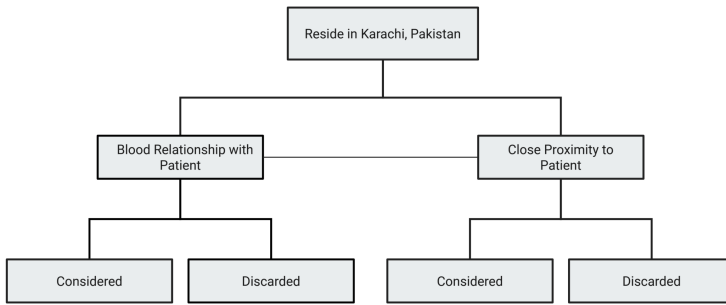 Reside in Karachi, Pakistan
Blood Relationship with
Patient
Close Proximity to
Patient
Considered
Discarded
Considered
Discarded